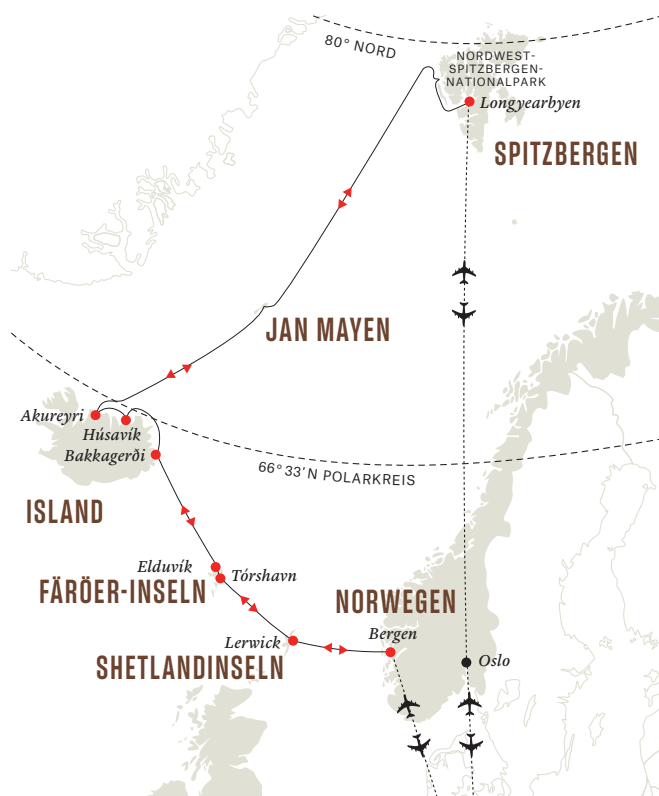 80° NORD
NORDWEST-
SPITZBERGEN-
NATIONALPARK
Longyearbyen
SPITZBERGEN
JAN MAYEN
Akureyri
Húsavík
Bakkagerði
66°33'N POLARKREIS
ISLAND
Elduvík
Tórshavn
FÄRÖER-INSELN
NORWEGEN
Bergen
Lerwick
Oslo
SHETLANDINSELN